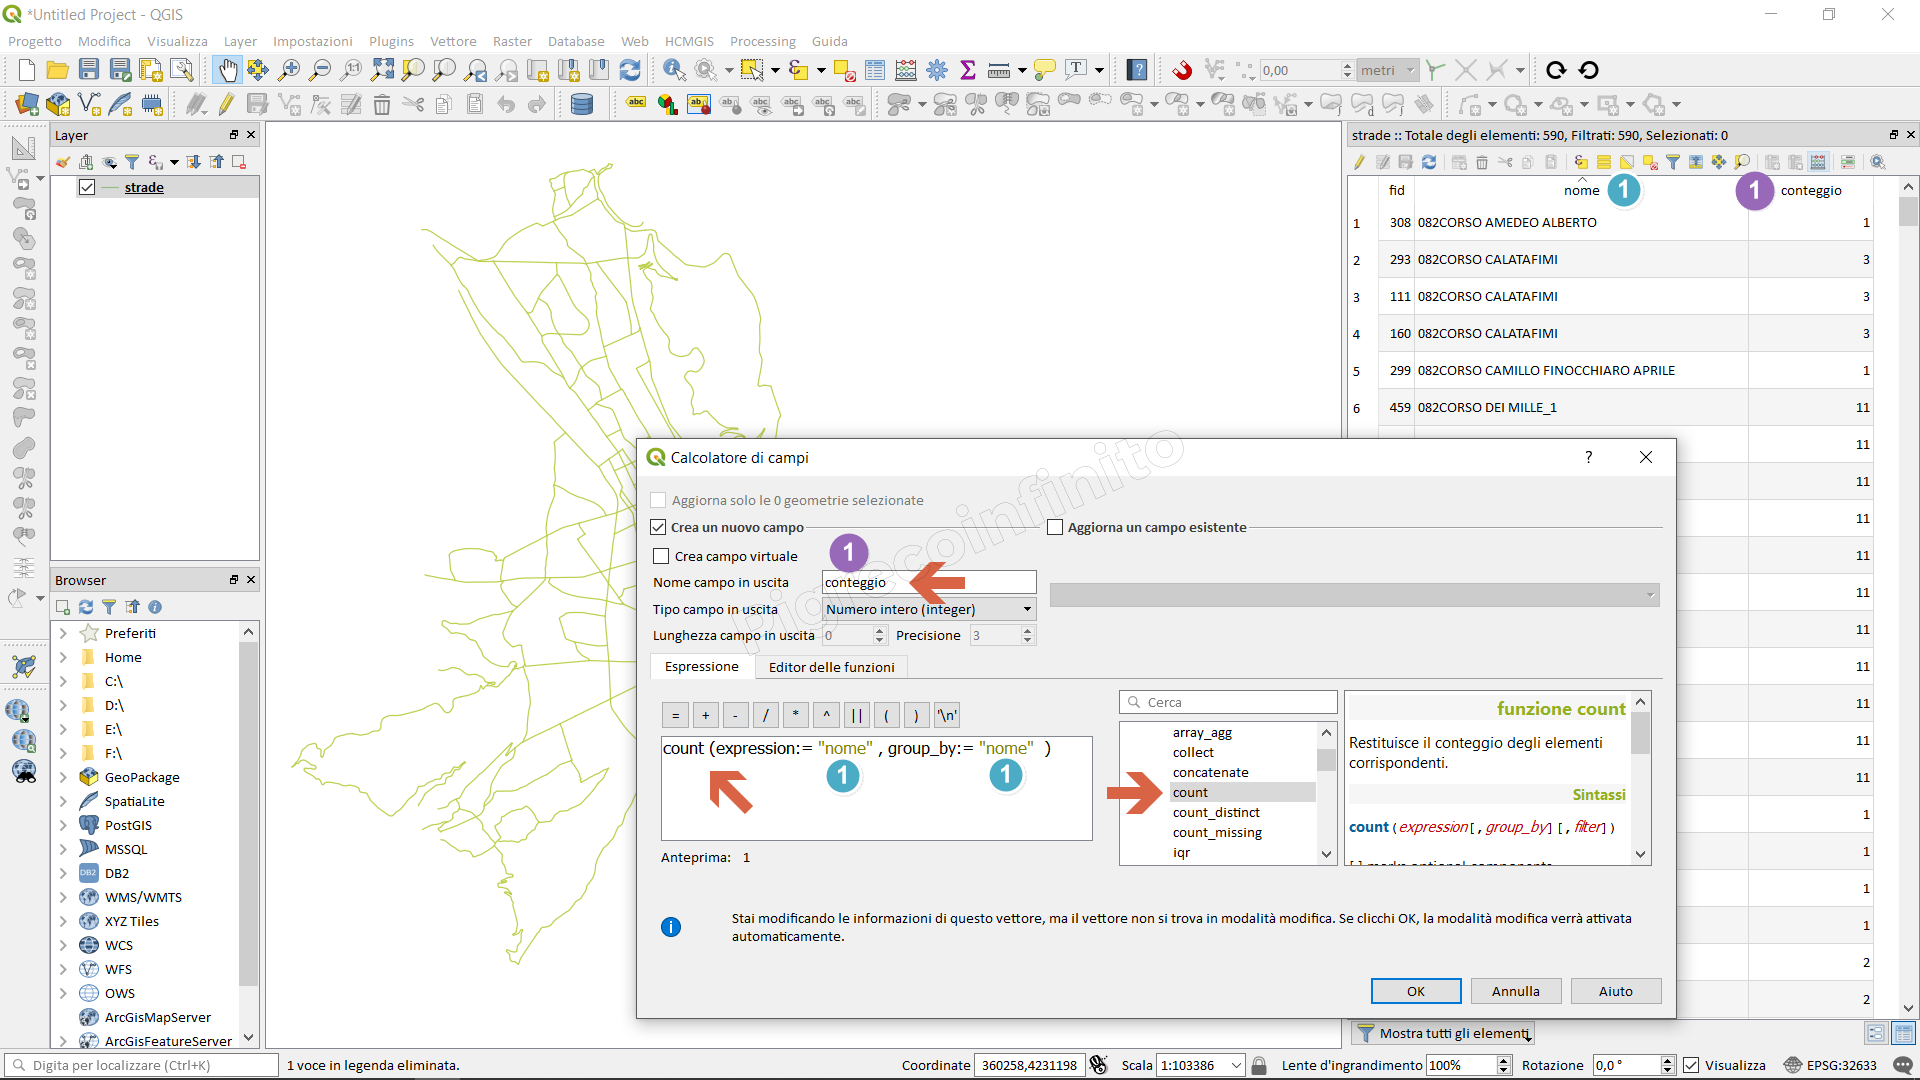 *Untitled Project - QGIS
Progetto Modifica Visualizza Layer Impostazioni Plugins Vettore Raster Database Web HCMGIS Processing Guida
0,00 metri
Layer
strade
strade :: Totale degli elementi: 590, Filtrati: 590, Selezionati: 0
fid nome 1 1 conteggio
1 308 082CORSO AMEDEO ALBERTO 1
2 293 082CORSO CALATAFIMI 3
3 111 082CORSO CALATAFIMI 3
4 160 082CORSO CALATAFIMI 3
5 299 082CORSO CAMILLO FINOCCHIARO APRILE 1
6 459 082CORSO DEI MILLE_1 11
11
11
11
11
11
11
11
11
11
11
1
1
1
1
2
2
Mostra tutti gli elementi
Calcolatore di campi
Pigrecoinfinito
Aggiorna solo le 0 geometrie selezionate
Crea un nuovo campo
Aggiorna un campo esistente
Crea campo virtuale
1
Nome campo in uscita conteggio
Tipo campo in uscita Numero intero (integer)
Lunghezza campo in uscita 0 Precisione 3
Espressione Editor delle funzioni
= + - / * ^ || ( ) '\n'
count (expression:= "nome" , group_by:= "nome" )
1 1
Anteprima: 1
Cerca
array_agg
collect
concatenate
count
count_distinct
count_missing
iqr
funzione count
Restituisce il conteggio degli elementi
corrispondenti.
Sintassi
count(expression[,group_by][,filter])
[ ] marks optional components
Stai modificando le informazioni di questo vettore, ma il vettore non si trova in modalità modifica. Se clicchi OK, la modalità modifica verrà attivata
automaticamente.
OK Annulla Aiuto
Browser
Preferiti
Home
C:\
D:\
E:\
F:\
GeoPackage
SpatiaLite
PostGIS
MSSQL
DB2
WMS/WMTS
XYZ Tiles
WCS
WFS
OWS
ArcGisMapServer
ArcGisFeatureServer
Digita per localizzare (Ctrl+K) 1 voce in legenda eliminata. Coordinate 360258,4231198 Scala 1:103386 Lente d'ingrandimento 100% Rotazione 0,0 ° Visualizza EPSG:32633